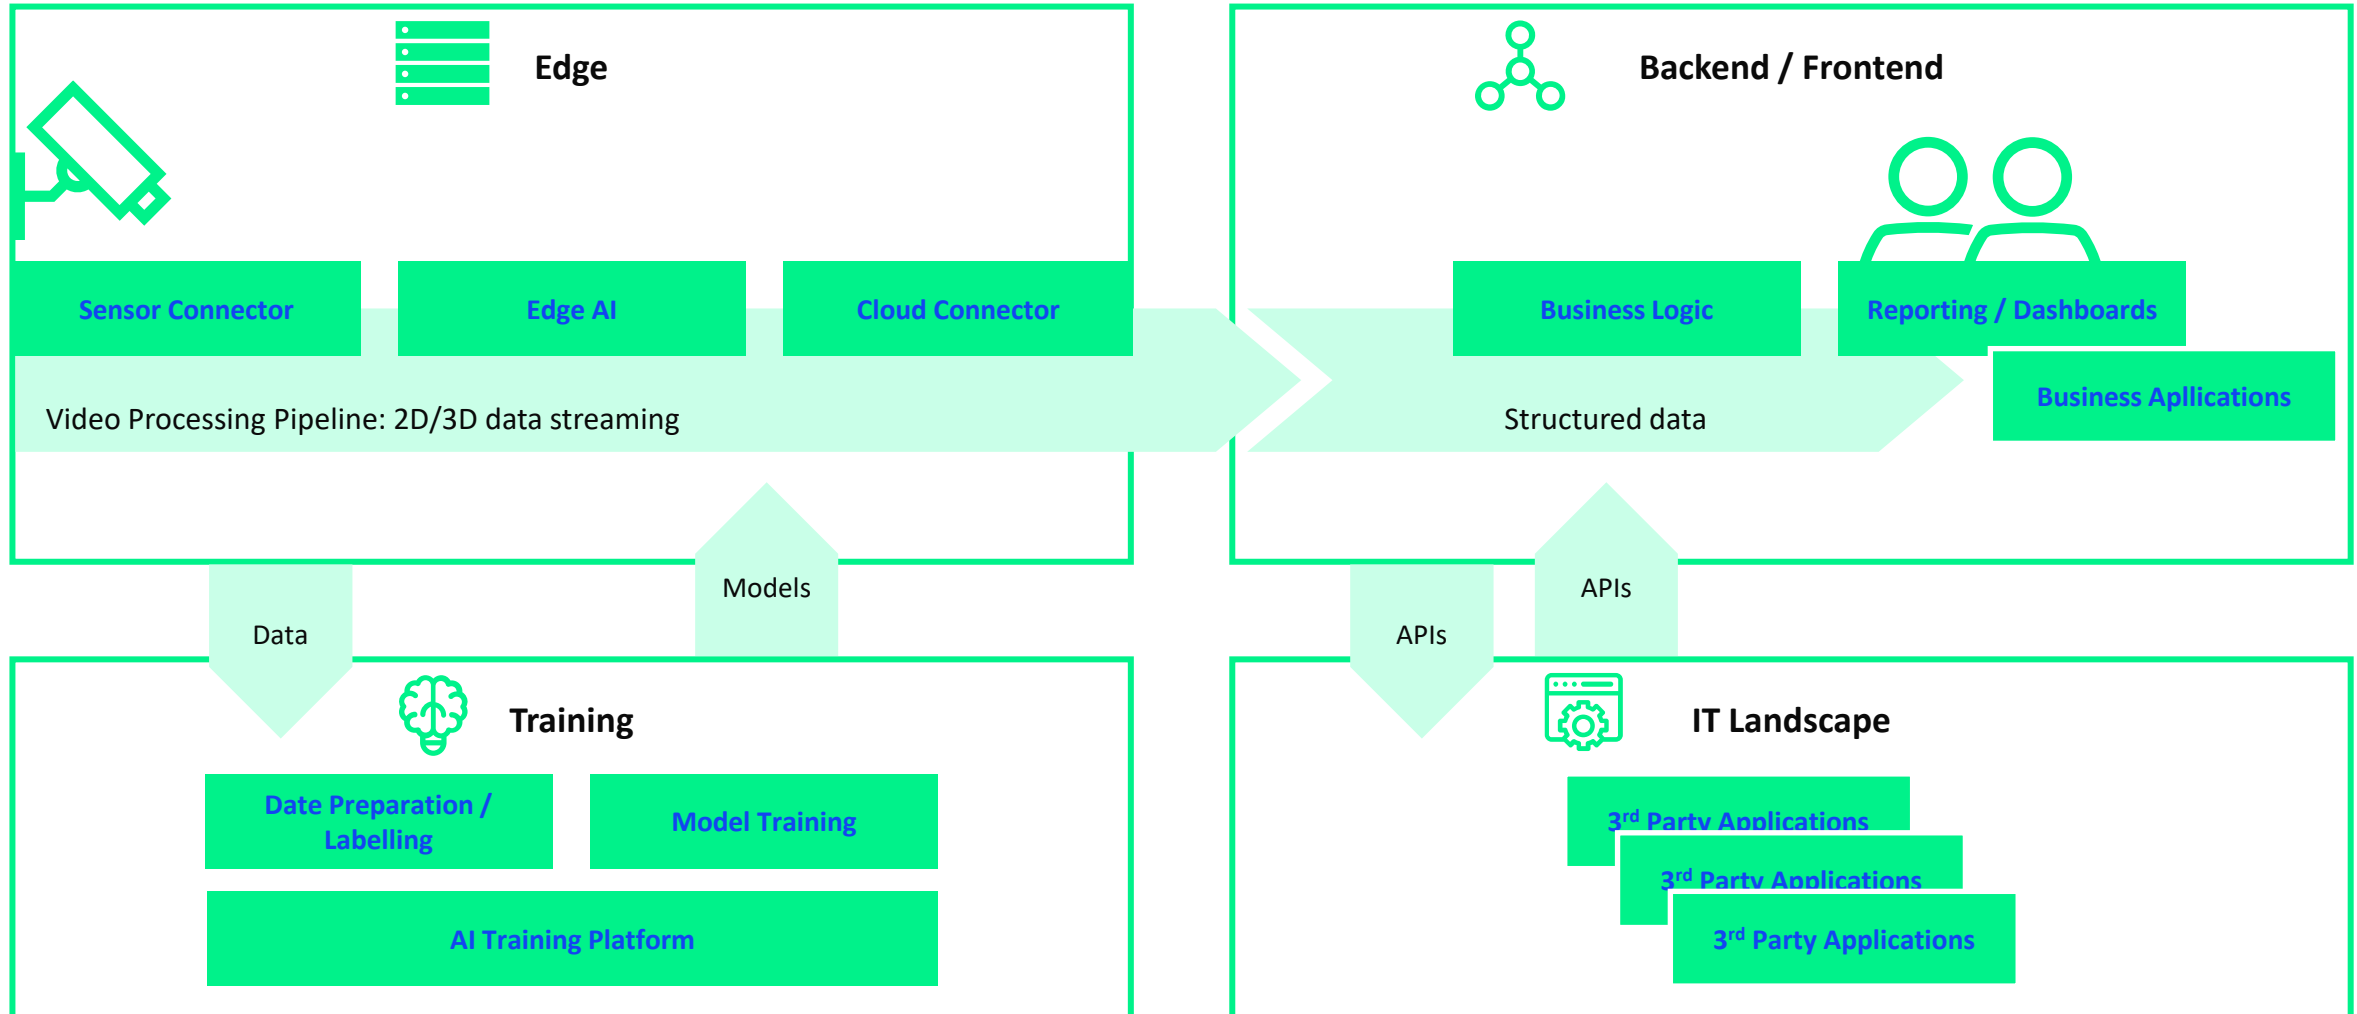 Edge
Sensor Connector
Edge AI
Cloud Connector
Video Processing Pipeline: 2D/3D data streaming
Backend / Frontend
Business Logic
Reporting / Dashboards
Business Apllications
Structured data
Data
Models
APIs
APIs
Training
Date Preparation /
Labelling
Model Training
AI Training Platform
IT Landscape
3rd Party Applications
3rd Party Applications
3rd Party Applications